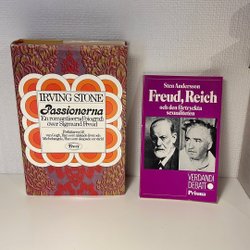 IRVING STONE
Passionerna
En romantiserad biografi
över Sigmund Freud
Sten Andersson
Freud, Reich
och den förtryckta
sexualiteten
VERDANDI
DEBATT
Prisma